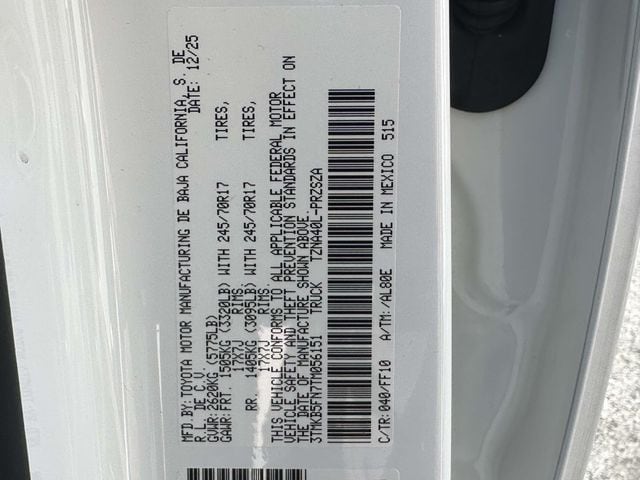 MFD.BY:TOYOTA MOTOR MANUFACTURING DE BAJA CALIFORNIA, S. DE
R.L. DE C.V. DATE: 12/25
GVWR:2620KG (5775LB)
GAWR:FRT. 1505KG (3320LB) WITH 245/70R17 TIRES,
17X7J RIMS.
RR. 1405KG (3095LB) WITH 245/70R17 TIRES,
17X7J RIMS.
THIS VEHICLE CONFORMS TO ALL APPLICABLE FEDERAL MOTOR
VEHICLE SAFETY AND THEFT PREVENTION STANDARDS IN EFFECT ON
THE DATE OF MANUFACTURE SHOWN ABOVE.
3TMKB5FN7TM056151 TRUCK TZNA40L-PRZSZA
C/TR:040/FF10 A/TM:/AL80E MADE IN MEXICO 515